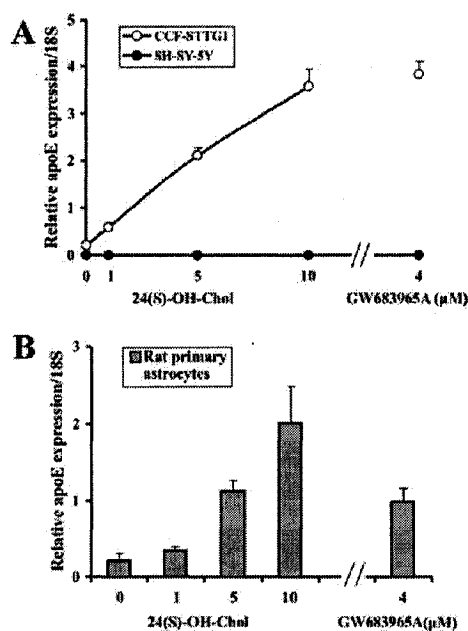 A
Relative apoE expression/18S
5
4
3
2
1
0
CCF-STTG1
SH-SY-5Y
0 1 5 10 // 4
24(S)-OH-Chol GW683965A (µM)
B
Relative apoE expression/18S
3
2
1
0
Rat primary
astrocytes
0 1 5 10 // 4
24(S)-OH-Chol GW683965A(µM)